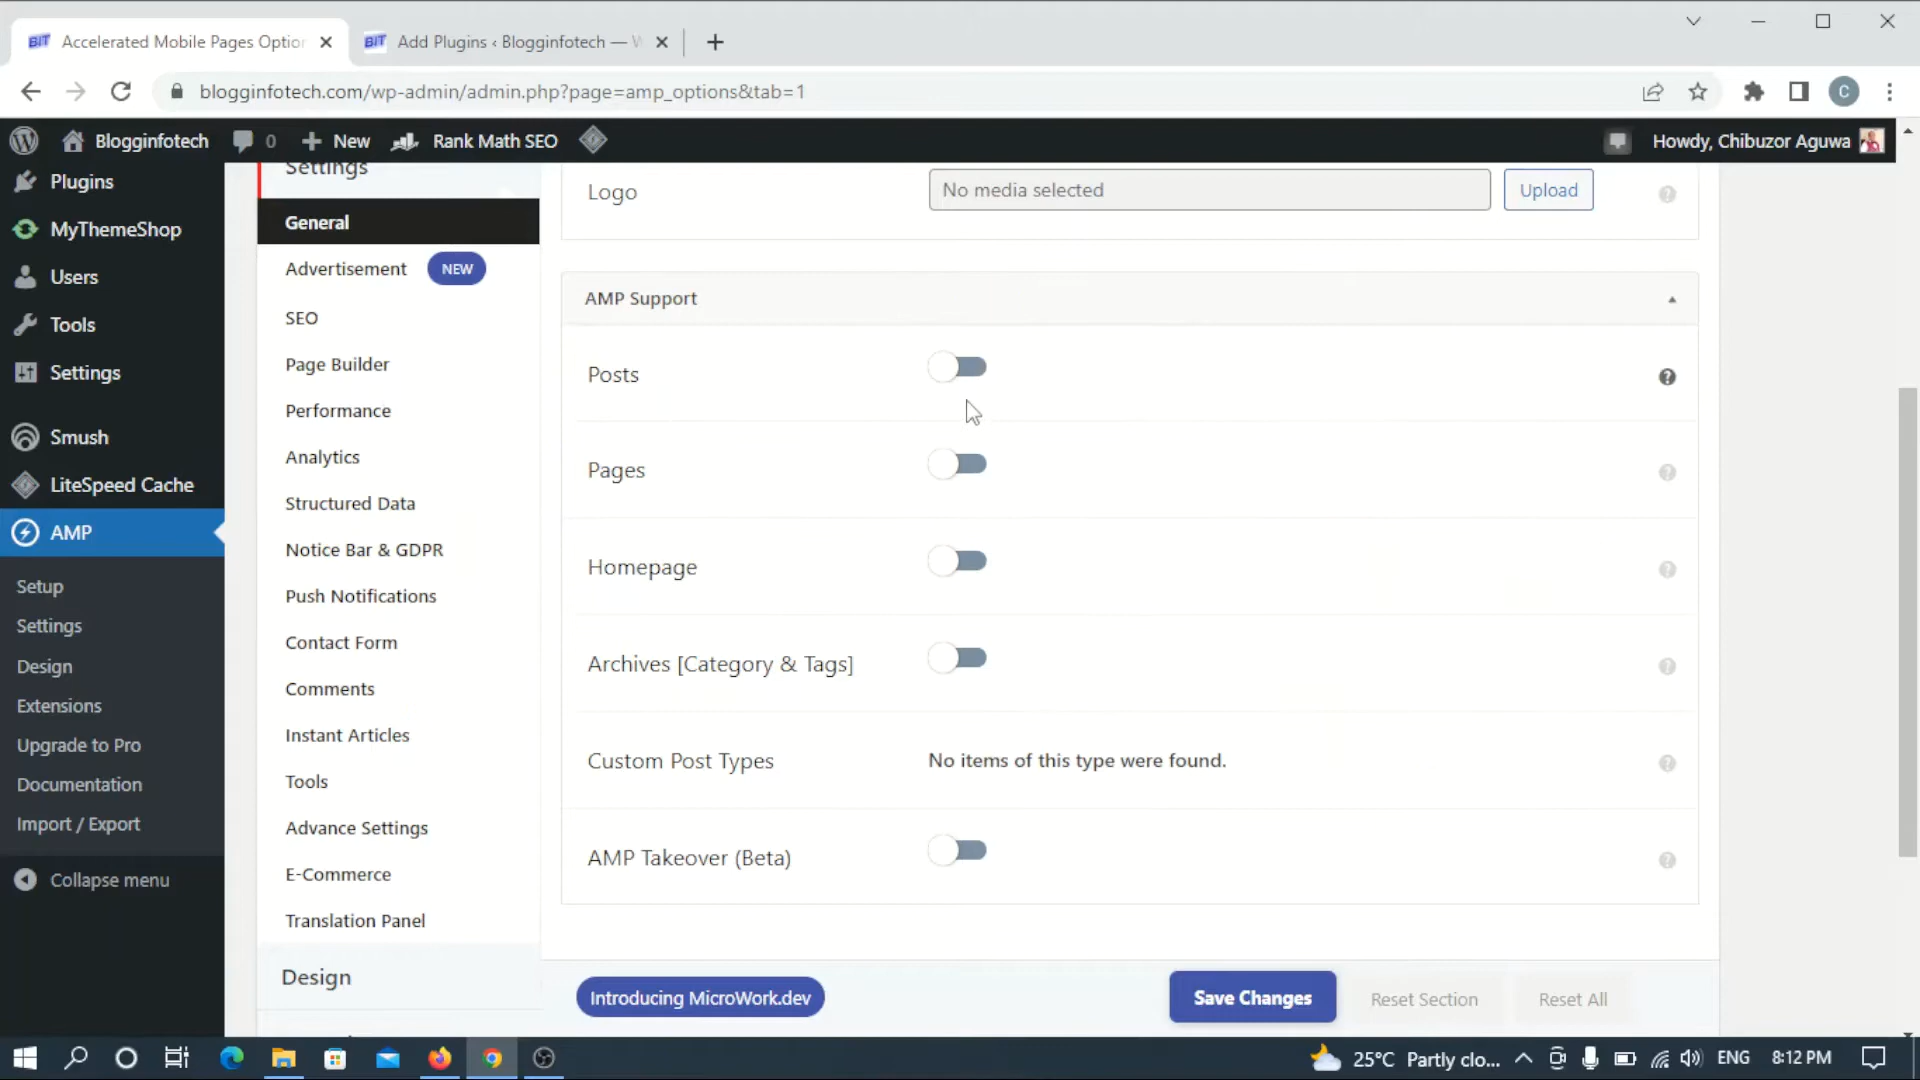 BIT Accelerated Mobile Pages Option
BIT Add Plugins ‹ Blogginfotech — W
blogginfotech.com/wp-admin/admin.php?page=amp_options&tab=1
C
Blogginfotech 0 New Rank Math SEO
Howdy, Chibuzor Aguwa
Plugins
MyThemeShop
Users
Tools
Settings
Smush
LiteSpeed Cache
AMP
Setup
Settings
Design
Extensions
Upgrade to Pro
Documentation
Import / Export
Collapse menu
Settings
General
Advertisement NEW
SEO
Page Builder
Performance
Analytics
Structured Data
Notice Bar & GDPR
Push Notifications
Contact Form
Comments
Instant Articles
Tools
Advance Settings
E-Commerce
Translation Panel
Design
Logo No media selected Upload ?
AMP Support
Posts ?
Pages ?
Homepage ?
Archives [Category & Tags] ?
Custom Post Types No items of this type were found. ?
AMP Takeover (Beta) ?
Introducing MicroWork.dev Save Changes Reset Section Reset All
25°C Partly clo... ENG 8:12 PM